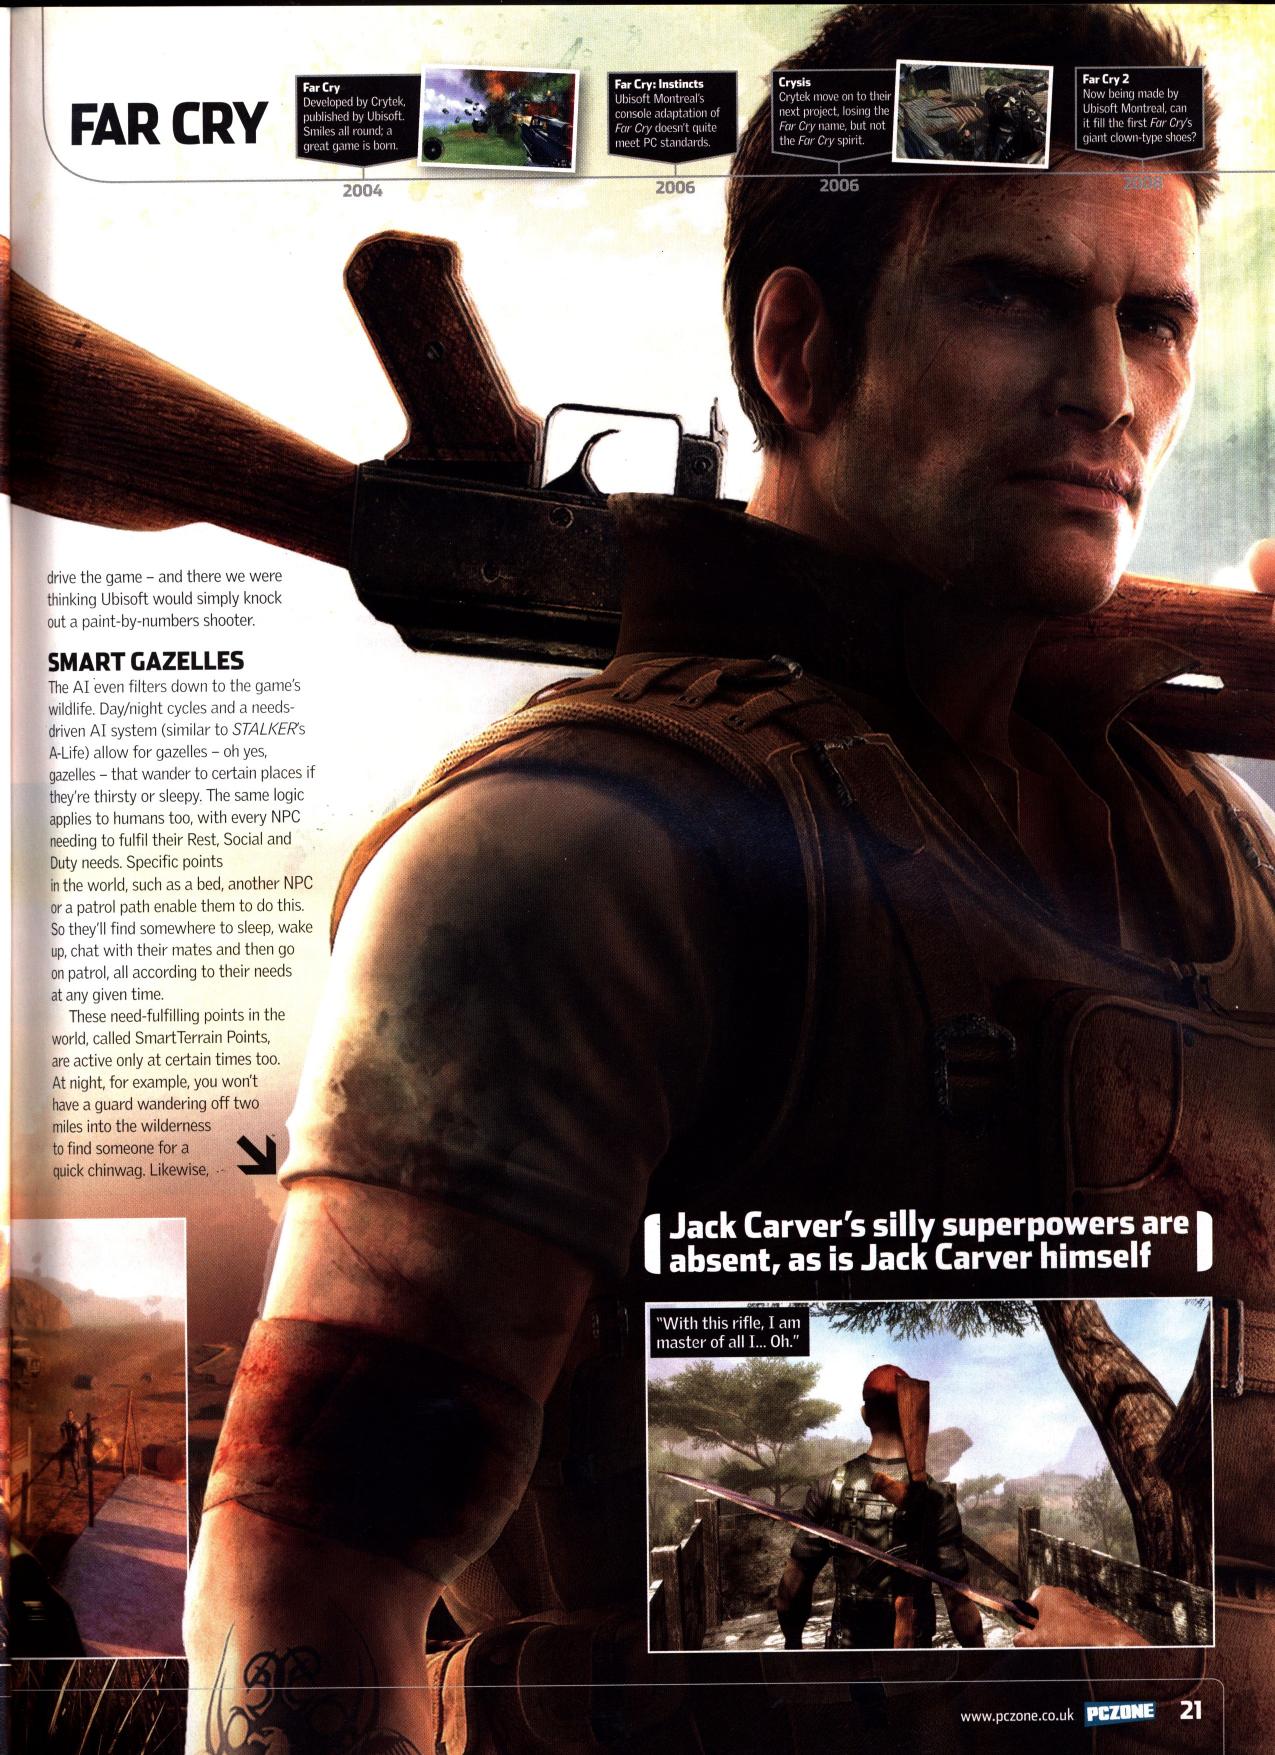 FAR CRY
Far Cry
Developed by Crytek,
published by Ubisoft.
Smiles all round; a
great game is born.
2004
Far Cry: Instincts
Ubisoft Montreal's
console adaptation of
Far Cry doesn't quite
meet PC standards.
2006
Crysis
Crytek move on to their
next project, losing the
Far Cry name, but not
the Far Cry spirit.
2006
Far Cry 2
Now being made by
Ubisoft Montreal, can
it fill the first Far Cry's
giant clown-type shoes?
2008
drive the game – and there we were
thinking Ubisoft would simply knock
out a paint-by-numbers shooter.
SMART GAZELLES
The AI even filters down to the game's
wildlife. Day/night cycles and a needs-
driven AI system (similar to STALKER's
A-Life) allow for gazelles – oh yes,
gazelles – that wander to certain places if
they're thirsty or sleepy. The same logic
applies to humans too, with every NPC
needing to fulfil their Rest, Social and
Duty needs. Specific points
in the world, such as a bed, another NPC
or a patrol path enable them to do this.
So they'll find somewhere to sleep, wake
up, chat with their mates and then go
on patrol, all according to their needs
at any given time.
These need-fulfilling points in the
world, called SmartTerrain Points,
are active only at certain times too.
At night, for example, you won't
have a guard wandering off two
miles into the wilderness
to find someone for a
quick chinwag. Likewise,
Jack Carver's silly superpowers are
absent, as is Jack Carver himself
"With this rifle, I am
master of all I... Oh."
www.pczone.co.uk PCZONE 21